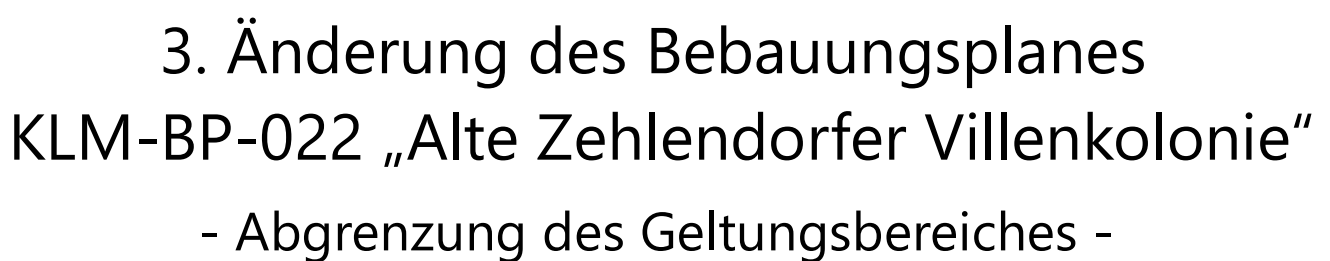 3. Änderung des Bebauungsplanes
KLM-BP-022 „Alte Zehlendorfer Villenkolonie“
- Abgrenzung des Geltungsbereiches -